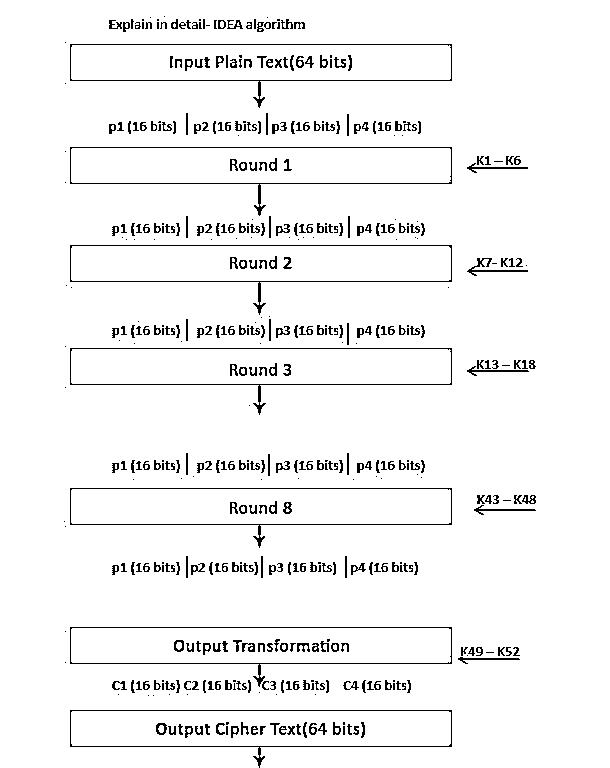 Explain in detail- IDEA algorithm
Input Plain Text(64 bits)
p1 (16 bits) p2 (16 bits) p3 (16 bits) p4 (16 bits)
Round 1
K1 – K6
p1 (16 bits) p2 (16 bits) p3 (16 bits) p4 (16 bits)
Round 2
K7- K12
p1 (16 bits) p2 (16 bits) p3 (16 bits) p4 (16 bits)
Round 3
K13 – K18
p1 (16 bits) p2 (16 bits) p3 (16 bits) p4 (16 bits)
Round 8
K43 – K48
p1 (16 bits) p2 (16 bits) p3 (16 bits) p4 (16 bits)
Output Transformation
K49 – K52
C1 (16 bits) C2 (16 bits) C3 (16 bits) C4 (16 bits)
Output Cipher Text(64 bits)